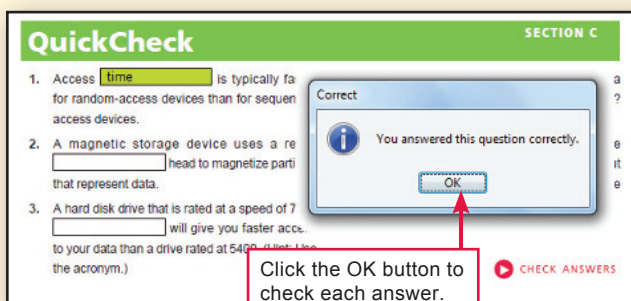 QuickCheck
SECTION C
1. Access time is typically fa
for random-access devices than for sequen
access devices.
2. A magnetic storage device uses a re
head to magnetize parti
that represent data.
3. A hard disk drive that is rated at a speed of 7
will give you faster acce
to your data than a drive rated at 5400. (Hint: Use
the acronym.)
a
?
e
it
e
Correct
You answered this question correctly.
OK
Click the OK button to
check each answer.
CHECK ANSWERS